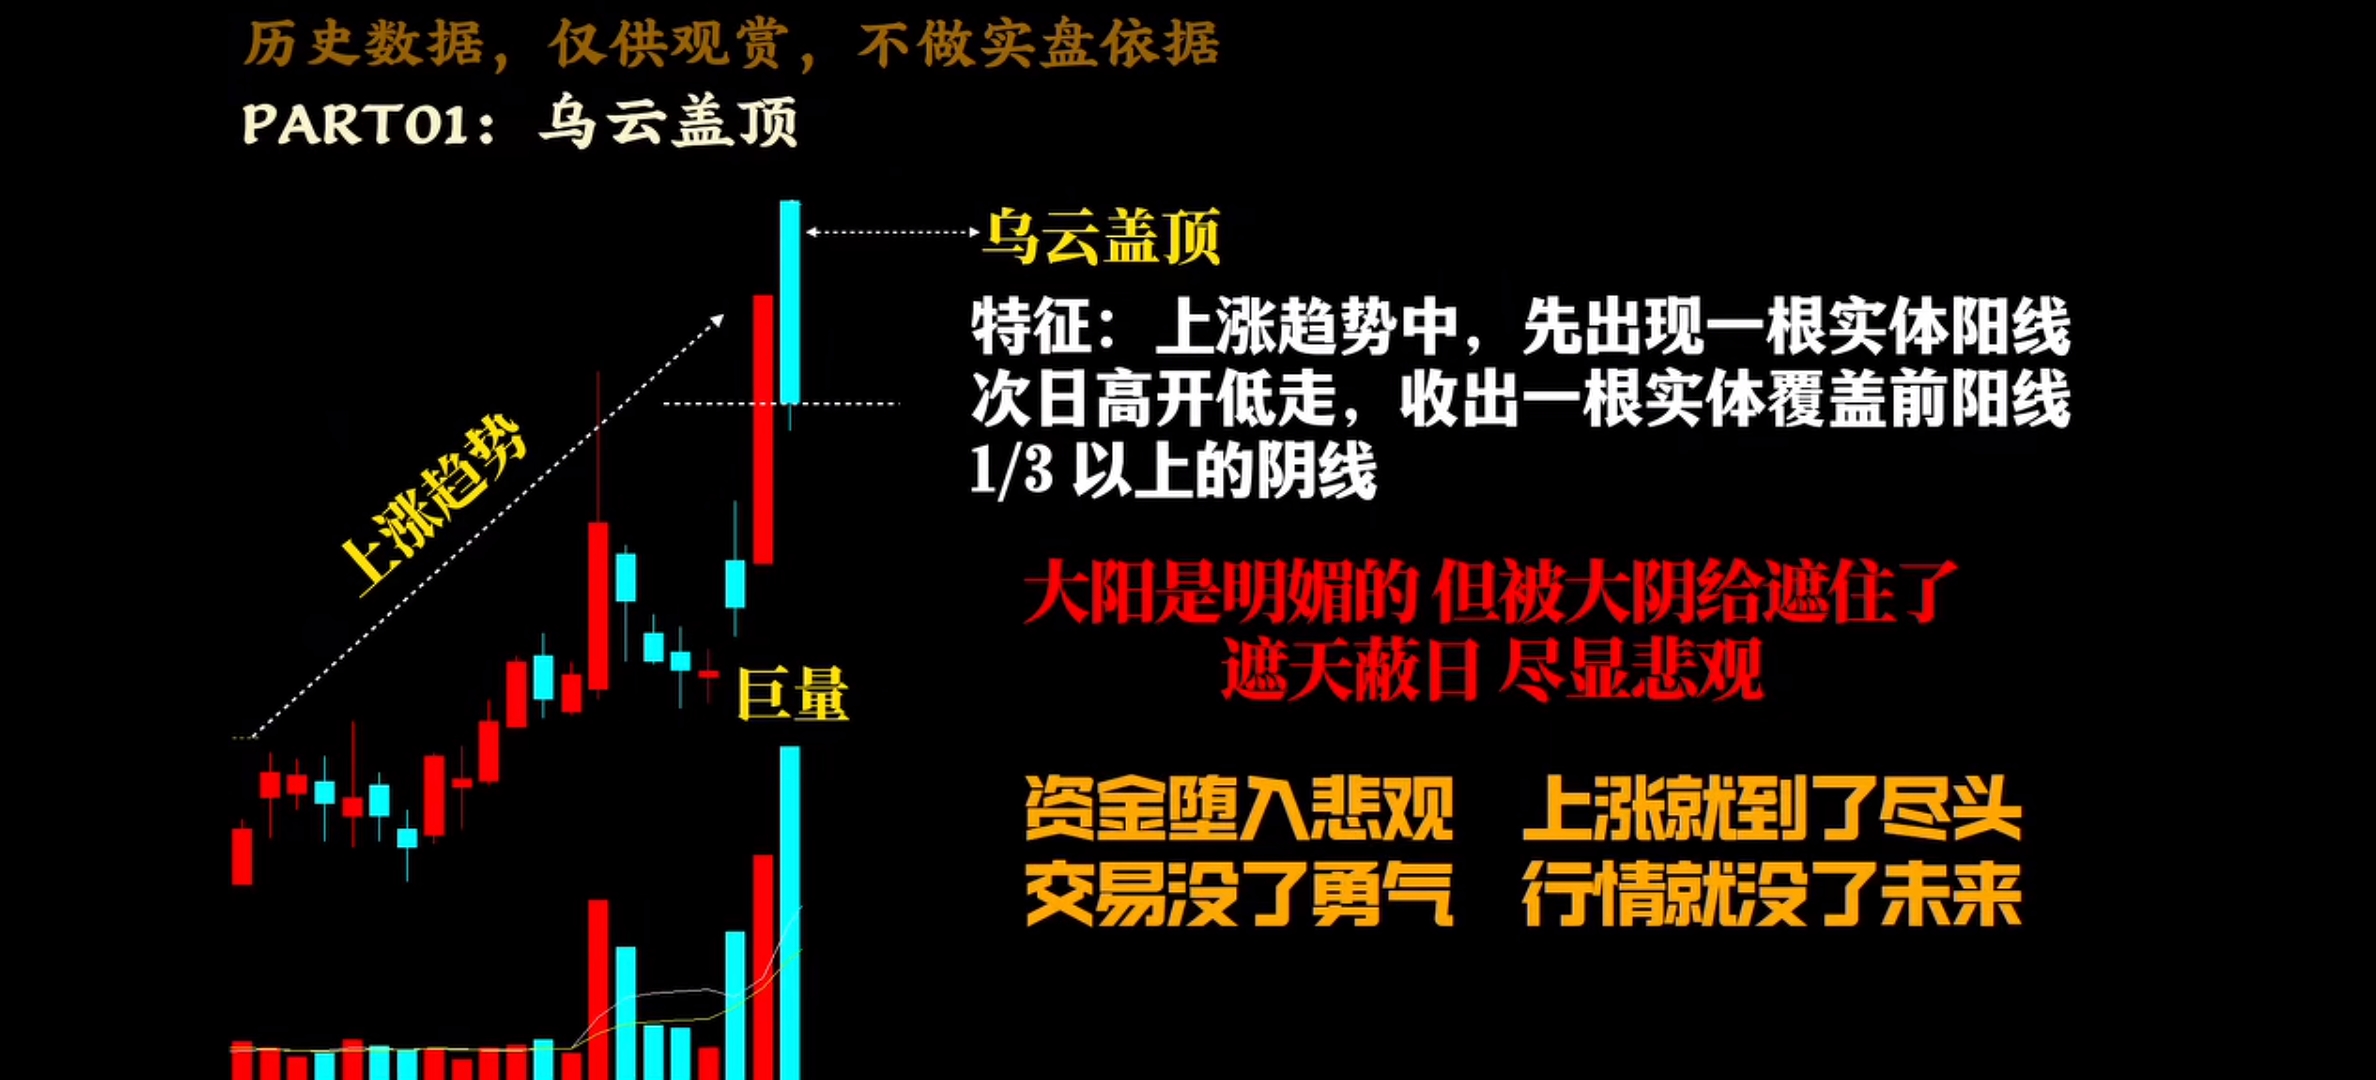 历史数据，仅供观赏，不做实盘依据
PART01：乌云盖顶
乌云盖顶
特征：上涨趋势中，先出现一根实体阳线
次日高开低走，收出一根实体覆盖前阳线
1/3 以上的阴线
上涨趋势
大阳是明媚的 但被大阴给遮住了
遮天蔽日 尽显悲观
巨量
资金堕入悲观 上涨就到了尽头
交易没了勇气 行情就没了未来